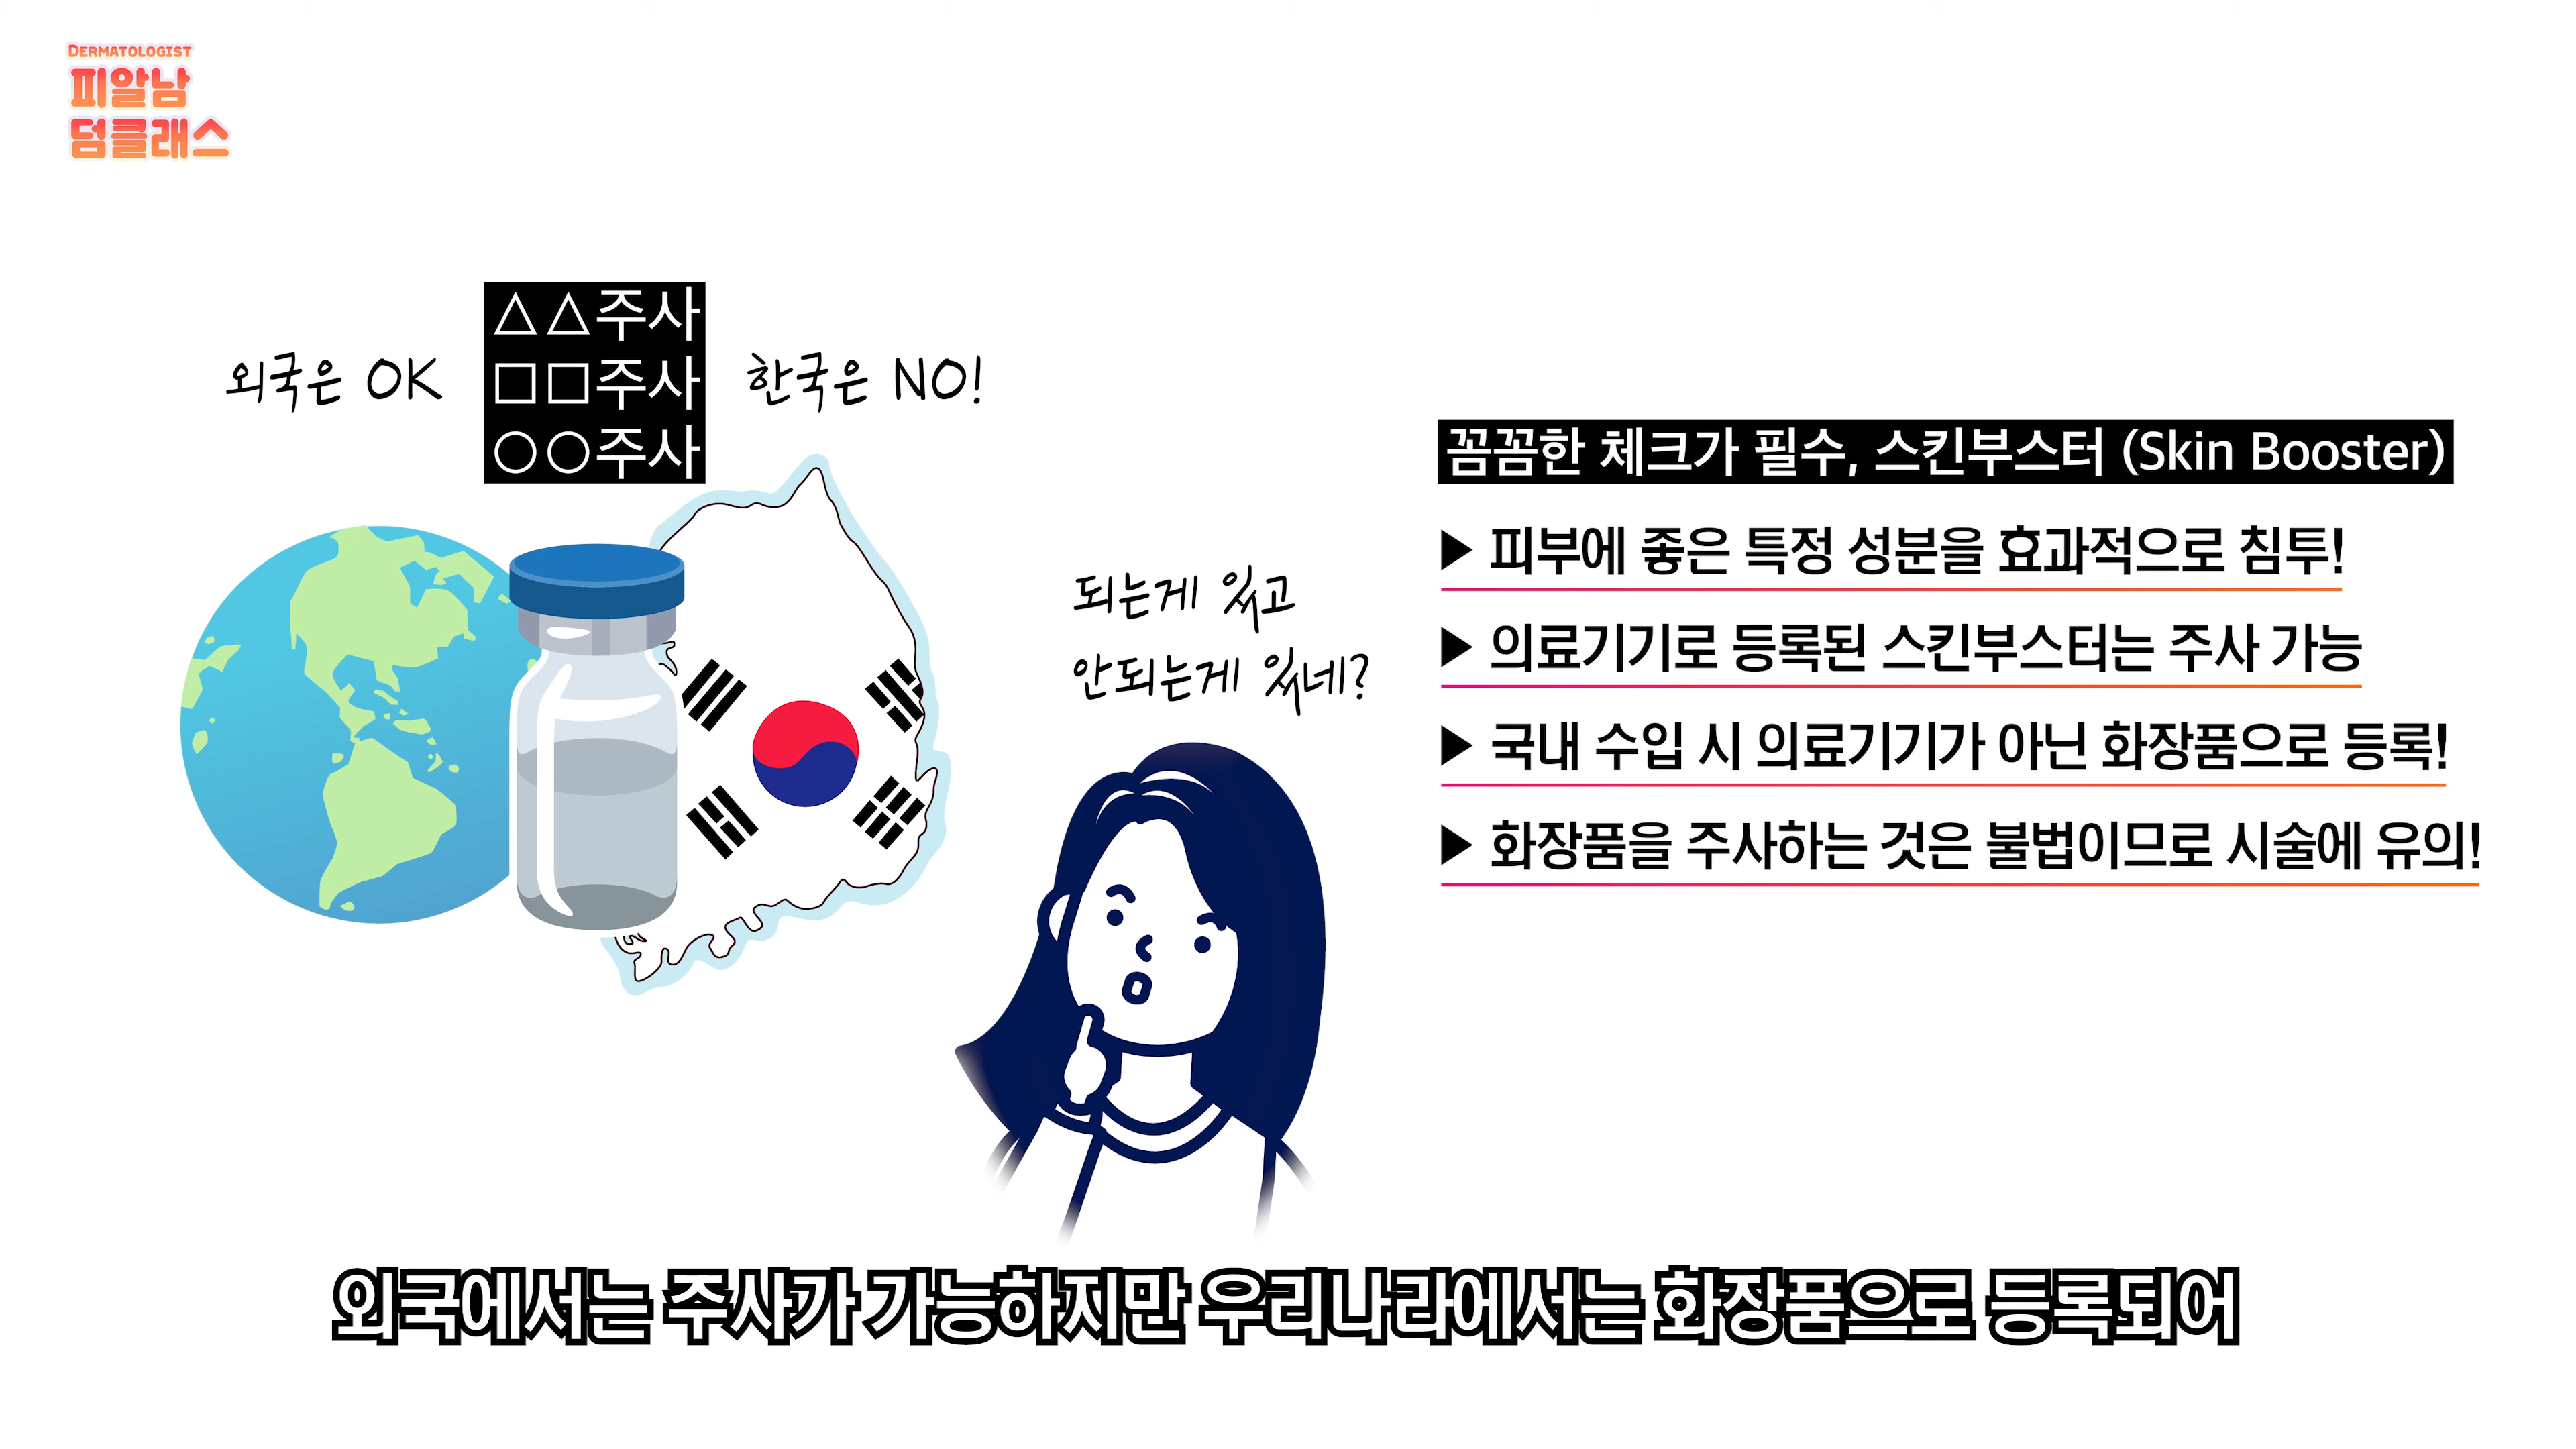 DERMATOLOGIST
피알남
덤클래스
△△주사
외국은 OK
□□주사
한국은 NO!
○○주사
되는게 있고
안되는게 있네?
꼼꼼한 체크가 필수, 스킨부스터 (Skin Booster)
▶ 피부에 좋은 특정 성분을 효과적으로 침투!
▶ 의료기기로 등록된 스킨부스터는 주사 가능
▶ 국내 수입 시 의료기기가 아닌 화장품으로 등록!
▶ 화장품을 주사하는 것은 불법이므로 시술에 유의!
외국에서는 주사가 가능하지만 우리나라에서는 화장품으로 등록되어